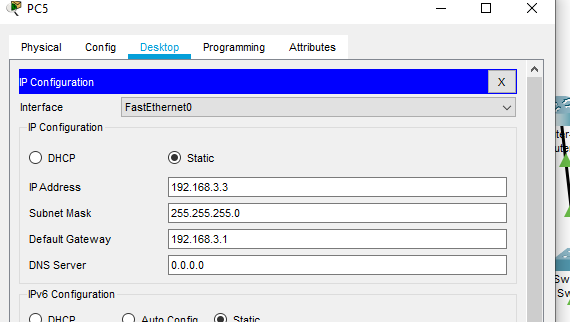 PC5
Physical Config Desktop Programming Attributes
IP Configuration X
Interface FastEthernet0
IP Configuration
DHCP Static
IP Address 192.168.3.3
Subnet Mask 255.255.255.0
Default Gateway 192.168.3.1
DNS Server 0.0.0.0
IPv6 Configuration
DHCP Auto Config Static